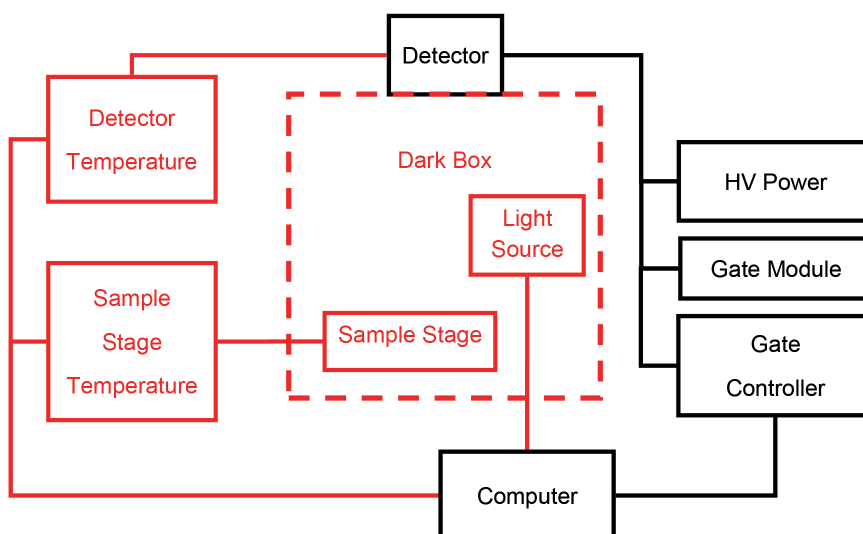 Detector
Detector
Temperature
Dark Box
HV Power
Light
Source
Gate Module
Sample
Stage
Temperature
Sample Stage
Gate
Controller
Computer